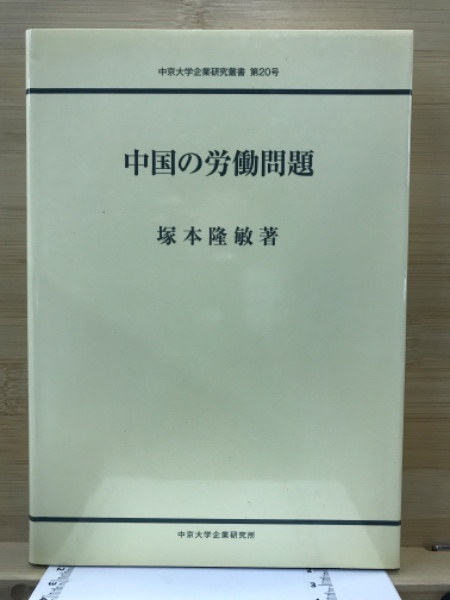 中京大学企業研究叢書 第20号
中国の労働問題
塚本隆敏著
中京大学企業研究所